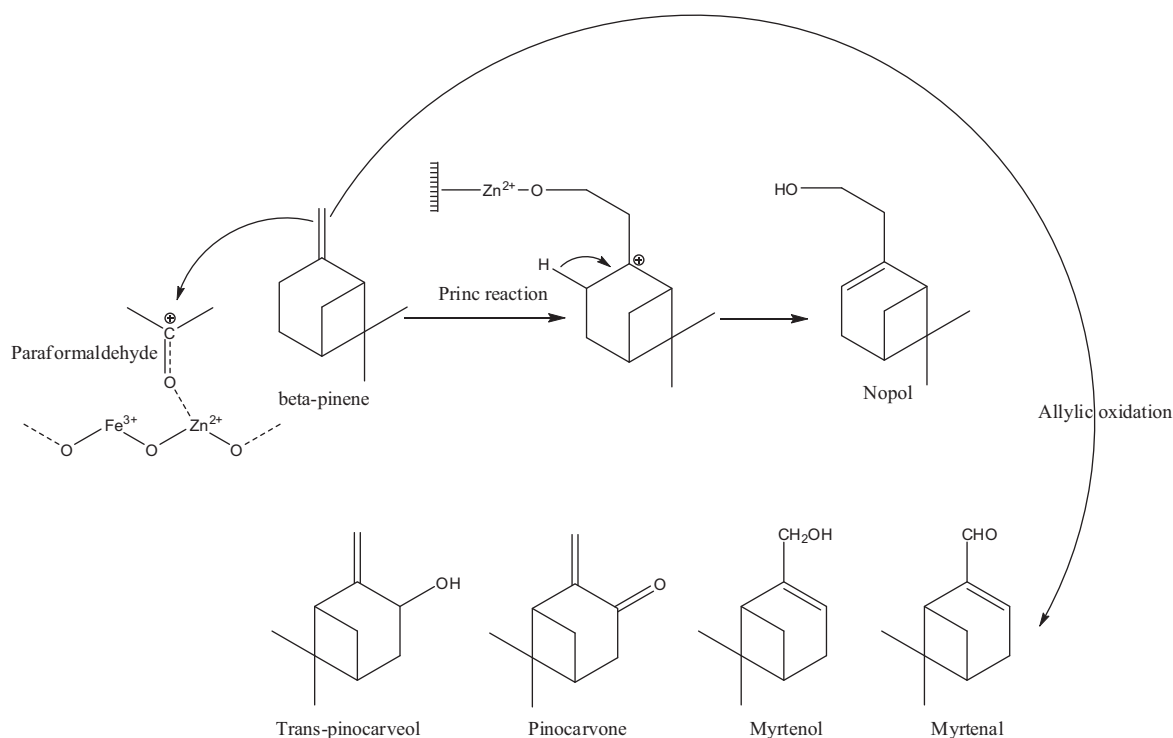 Zn2+
O
HO
H
⊕
Princ reaction
⊕
C
Paraformaldehyde
O
beta-pinene
Nopol
Allylic oxidation
Fe3+
Zn2+
O
O
O
CH2OH
CHO
OH
O
Trans-pinocarveol
Pinocarvone
Myrtenol
Myrtenal